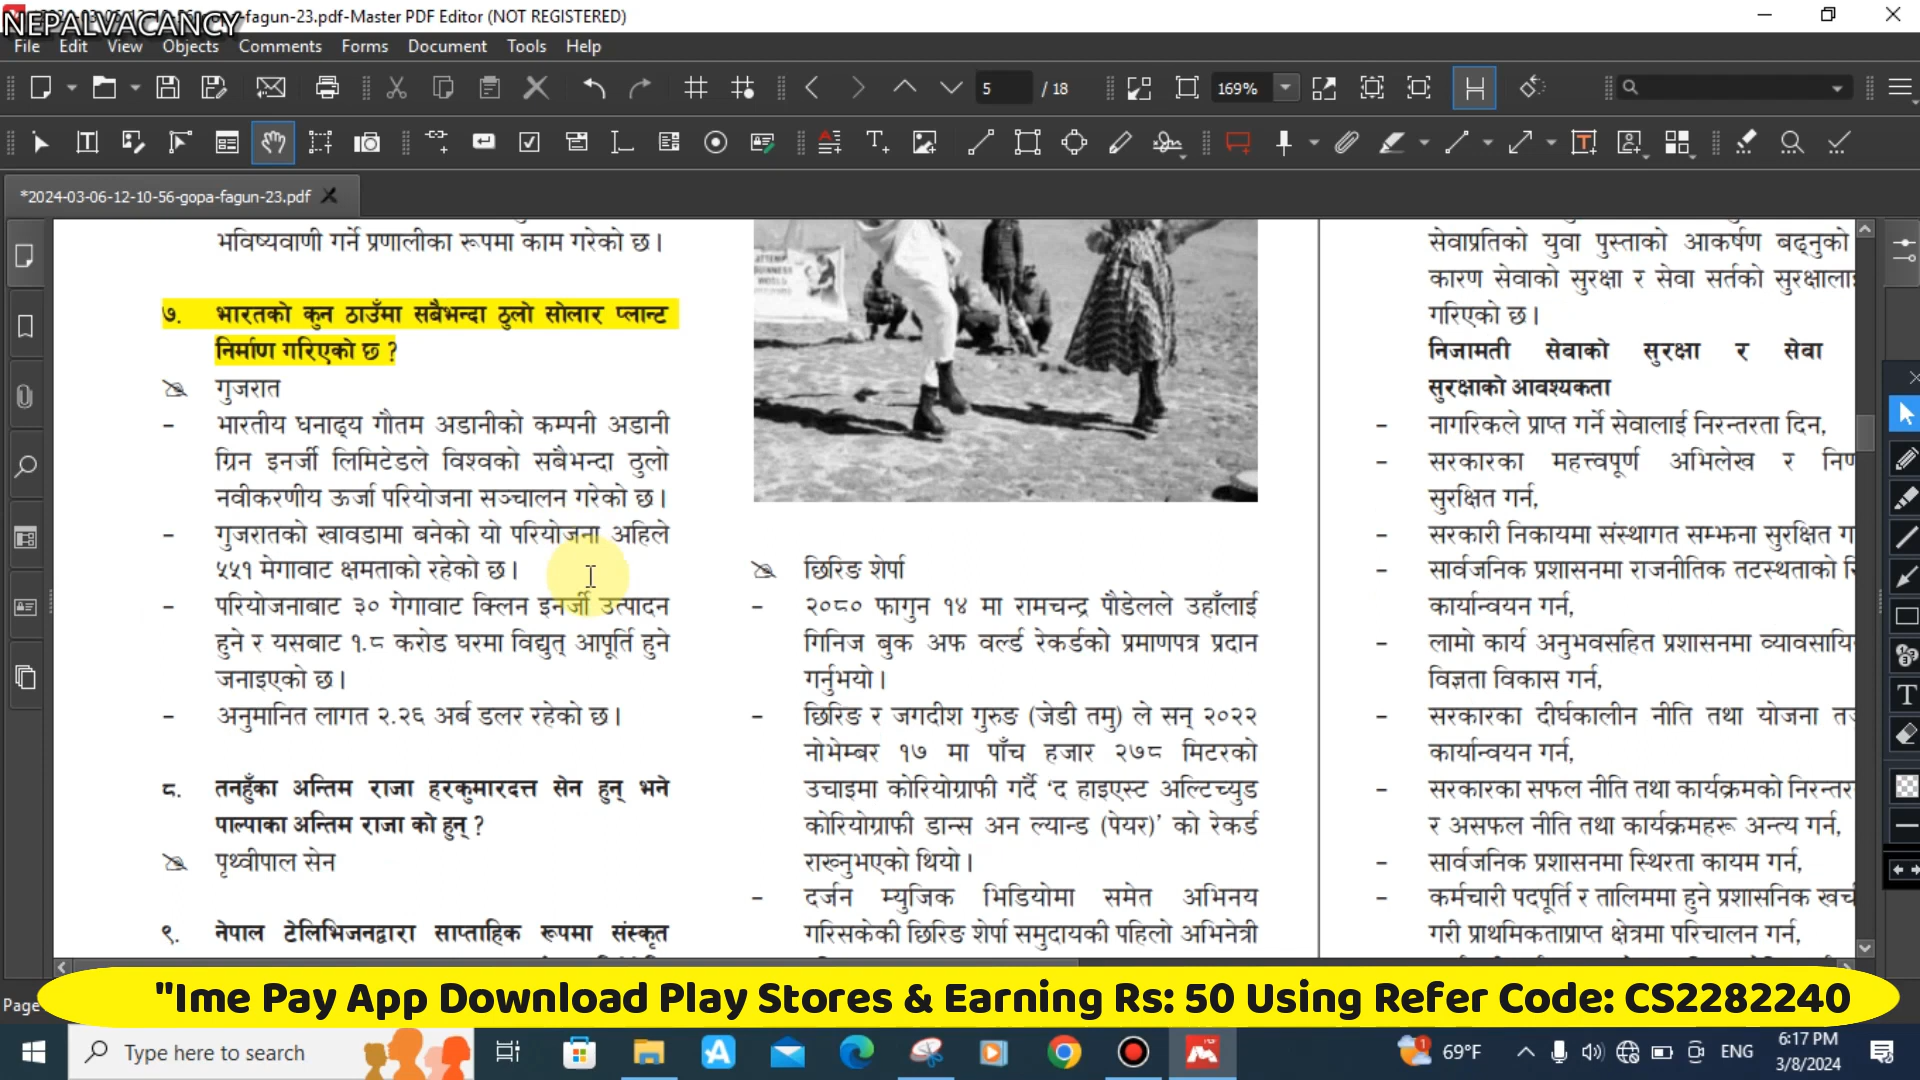 2024-03-06-12-10-56-gopa-fagun-23.pdf-Master PDF Editor (NOT REGISTERED)
NEPALVACANCY
File Edit View Objects Comments Forms Document Tools Help
5 / 18 169%
*2024-03-06-12-10-56-gopa-fagun-23.pdf
भविष्यवाणी गर्ने प्रणालीका रूपमा काम गरेको छ।
७. भारतको कुन ठाउँमा सबैभन्दा ठुलो सोलार प्लान्ट
निर्माण गरिएको छ ?
गुजरात
- भारतीय धनाढ्य गौतम अडानीको कम्पनी अडानी
ग्रिन इनर्जी लिमिटेडले विश्वको सबैभन्दा ठुलो
नवीकरणीय ऊर्जा परियोजना सञ्चालन गरेको छ।
- गुजरातको खावडामा बनेको यो परियोजना अहिले
५५१ मेगावाट क्षमताको रहेको छ।
- परियोजनाबाट ३० गेगावाट क्लिन इनर्जी उत्पादन
हुने र यसबाट १.८ करोड घरमा विद्युत् आपूर्ति हुने
जनाइएको छ।
- अनुमानित लागत २.२६ अर्ब डलर रहेको छ।
८. तनहुँका अन्तिम राजा हरकुमारदत्त सेन हुन् भने
पाल्पाका अन्तिम राजा को हुन् ?
पृथ्वीपाल सेन
९. नेपाल टेलिभिजनद्वारा साप्ताहिक रूपमा संस्कृत
ATTEMP
GUINNESS
WORLD
छिरिङ शेर्पा
- २०८० फागुन १४ मा रामचन्द्र पौडेलले उहाँलाई
गिनिज बुक अफ वर्ल्ड रेकर्डको प्रमाणपत्र प्रदान
गर्नुभयो।
- छिरिङ र जगदीश गुरुङ (जेडी तमु) ले सन् २०२२
नोभेम्बर १७ मा पाँच हजार २७८ मिटरको
उचाइमा कोरियोग्राफी गर्दै ‘द हाइएस्ट अल्टिच्युड
कोरियोग्राफी डान्स अन ल्यान्ड (पेयर)’ को रेकर्ड
राख्नुभएको थियो।
- दर्जन म्युजिक भिडियोमा समेत अभिनय
गरिसकेकी छिरिङ शेर्पा समुदायकी पहिलो अभिनेत्री
सेवाप्रतिको युवा पुस्ताको आकर्षण बढ्नुको
कारण सेवाको सुरक्षा र सेवा सर्तको सुरक्षालाई
गरिएको छ।
निजामती सेवाको सुरक्षा र सेवा
सुरक्षाको आवश्यकता
- नागरिकले प्राप्त गर्ने सेवालाई निरन्तरता दिन,
- सरकारका महत्त्वपूर्ण अभिलेख र
सुरक्षित गर्न,
- सरकारी निकायमा संस्थागत सम्झना सुरक्षित
- सार्वजनिक प्रशासनमा राजनीतिक तटस्थताको
कार्यान्वयन गर्न,
- लामो कार्य अनुभवसहित प्रशासनमा
विज्ञता विकास गर्न,
- सरकारका दीर्घकालीन नीति तथा योजना
कार्यान्वयन गर्न,
- सरकारका सफल नीति तथा कार्यक्रमको
र असफल नीति तथा कार्यक्रमहरू अन्त्य गर्न,
- सार्वजनिक प्रशासनमा स्थिरता कायम गर्न,
- कर्मचारी पदपूर्ति र तालिममा हुने प्रशासनिक
गरी प्राथमिकताप्राप्त क्षेत्रमा परिचालन गर्न,
Page
"Ime Pay App Download Play Stores & Earning Rs: 50 Using Refer Code: CS2282240
Type here to search
69°F ENG 6:17 PM
3/8/2024